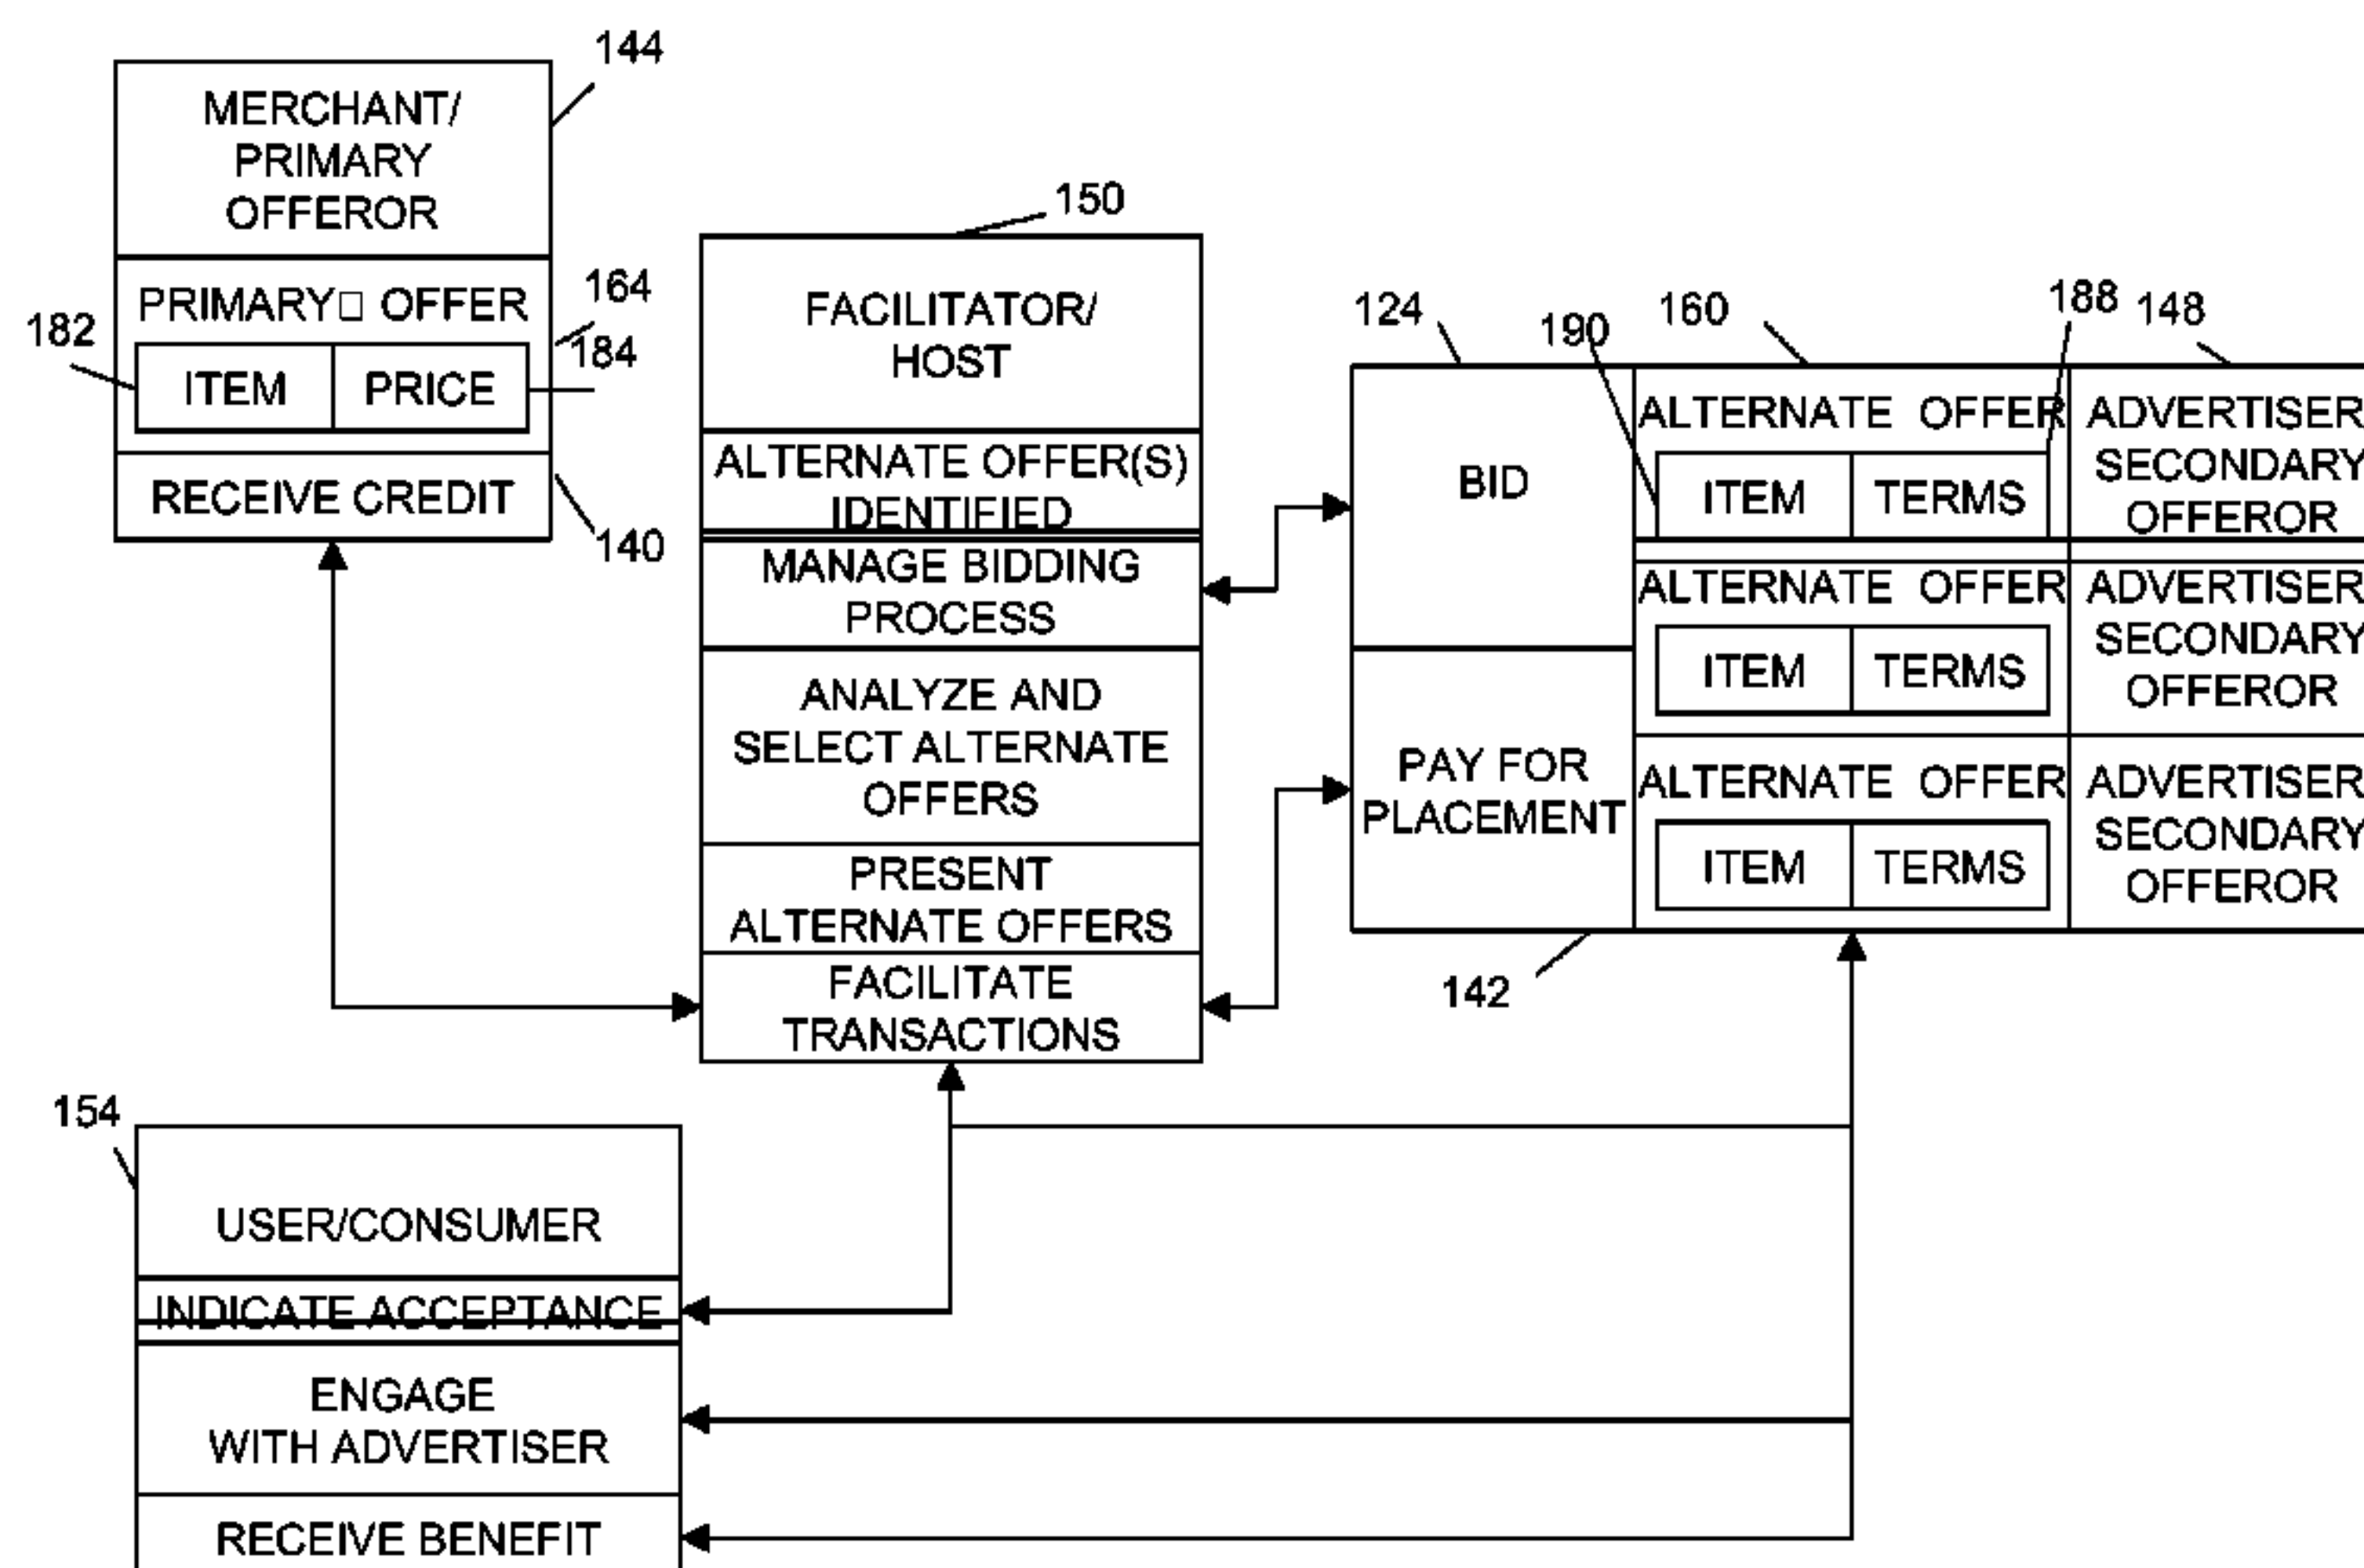 144
MERCHANT/
PRIMARY
OFFEROR
PRIMARY□ OFFER
164
182
184
ITEM PRICE
RECEIVE CREDIT
140
150
FACILITATOR/
HOST
ALTERNATE OFFER(S)
IDENTIFIED
MANAGE BIDDING
PROCESS
ANALYZE AND
SELECT ALTERNATE
OFFERS
PRESENT
ALTERNATE OFFERS
FACILITATE
TRANSACTIONS
124
190
160
188
148
BID
PAY FOR
PLACEMENT
142
ALTERNATE OFFER
ITEM TERMS
ADVERTISER
SECONDARY
OFFEROR
ALTERNATE OFFER
ITEM TERMS
ADVERTISER
SECONDARY
OFFEROR
ALTERNATE OFFER
ITEM TERMS
ADVERTISER
SECONDARY
OFFEROR
154
USER/CONSUMER
INDICATE ACCEPTANCE
ENGAGE
WITH ADVERTISER
RECEIVE BENEFIT